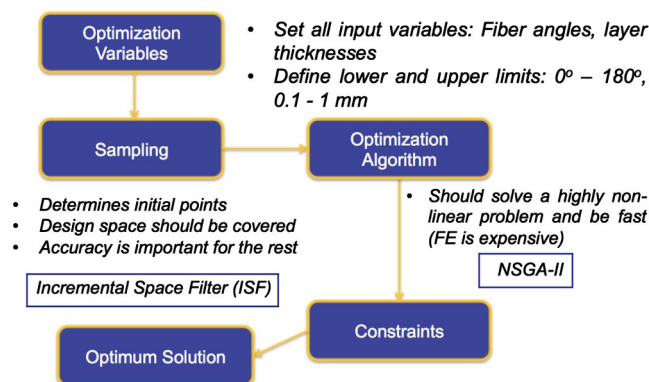 Optimization
Variables
• Set all input variables: Fiber angles, layer
thicknesses
• Define lower and upper limits: 0º – 180º,
0.1 - 1 mm
Sampling
Optimization
Algorithm
• Determines initial points
• Design space should be covered
• Accuracy is important for the rest
• Should solve a highly non-
linear problem and be fast
(FE is expensive)
Incremental Space Filter (ISF)
NSGA-II
Constraints
Optimum Solution